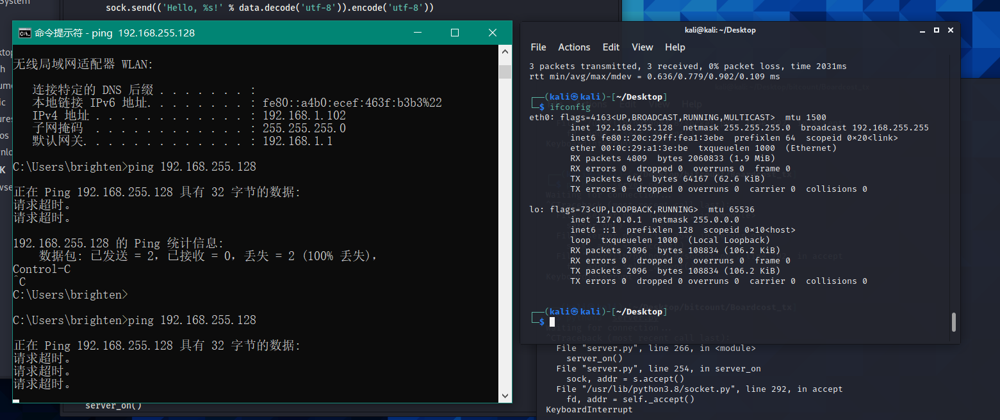 System
sock.send(('Hello, %s!' % data.decode('utf-8')).encode('utf-8'))
命令提示符 - ping  192.168.255.128
无线局域网适配器 WLAN:
连接特定的 DNS 后缀 . . . . . . . :
本地链接 IPv6 地址. . . . . . . . : fe80::a4b0:ecef:463f:b3b3%22
IPv4 地址 . . . . . . . . . . . . : 192.168.1.102
子网掩码  . . . . . . . . . . . . : 255.255.255.0
默认网关. . . . . . . . . . . . . : 192.168.1.1
C:\Users\brighten>ping 192.168.255.128
正在 Ping 192.168.255.128 具有 32 字节的数据:
请求超时。
请求超时。
192.168.255.128 的 Ping 统计信息:
数据包: 已发送 = 2，已接收 = 0，丢失 = 2 (100% 丢失)，
Control-C
^C
C:\Users\brighten>
C:\Users\brighten>ping 192.168.255.128
正在 Ping 192.168.255.128 具有 32 字节的数据:
请求超时。
请求超时。
请求超时。
server_on()
kali@kali: ~/Desktop
File Actions Edit View Help
3 packets transmitted, 3 received, 0% packet loss, time 2031ms
rtt min/avg/max/mdev = 0.636/0.779/0.902/0.109 ms
┌──(kali㉿kali)-[~/Desktop]
└─$ ifconfig
eth0: flags=4163<UP,BROADCAST,RUNNING,MULTICAST>  mtu 1500
inet 192.168.255.128  netmask 255.255.255.0  broadcast 192.168.255.255
inet6 fe80::20c:29ff:fea1:3ebe  prefixlen 64  scopeid 0×20<link>
ether 00:0c:29:a1:3e:be  txqueuelen 1000  (Ethernet)
RX packets 4809  bytes 2060833 (1.9 MiB)
RX errors 0  dropped 0  overruns 0  frame 0
TX packets 646  bytes 64167 (62.6 KiB)
TX errors 0  dropped 0 overruns 0  carrier 0  collisions 0
lo: flags=73<UP,LOOPBACK,RUNNING>  mtu 65536
inet 127.0.0.1  netmask 255.0.0.0
inet6 ::1  prefixlen 128  scopeid 0×10<host>
loop  txqueuelen 1000  (Local Loopback)
RX packets 2096  bytes 108834 (106.2 KiB)
RX errors 0  dropped 0  overruns 0  frame 0
TX packets 2096  bytes 108834 (106.2 KiB)
TX errors 0  dropped 0 overruns 0  carrier 0  collisions 0
┌──(kali㉿kali)-[~/Desktop]
└─$
File "server.py", line 266, in <module>
server_on()
File "server.py", line 254, in server_on
sock, addr = s.accept()
File "/usr/lib/python3.8/socket.py", line 292, in accept
fd, addr = self._accept()
KeyboardInterrupt